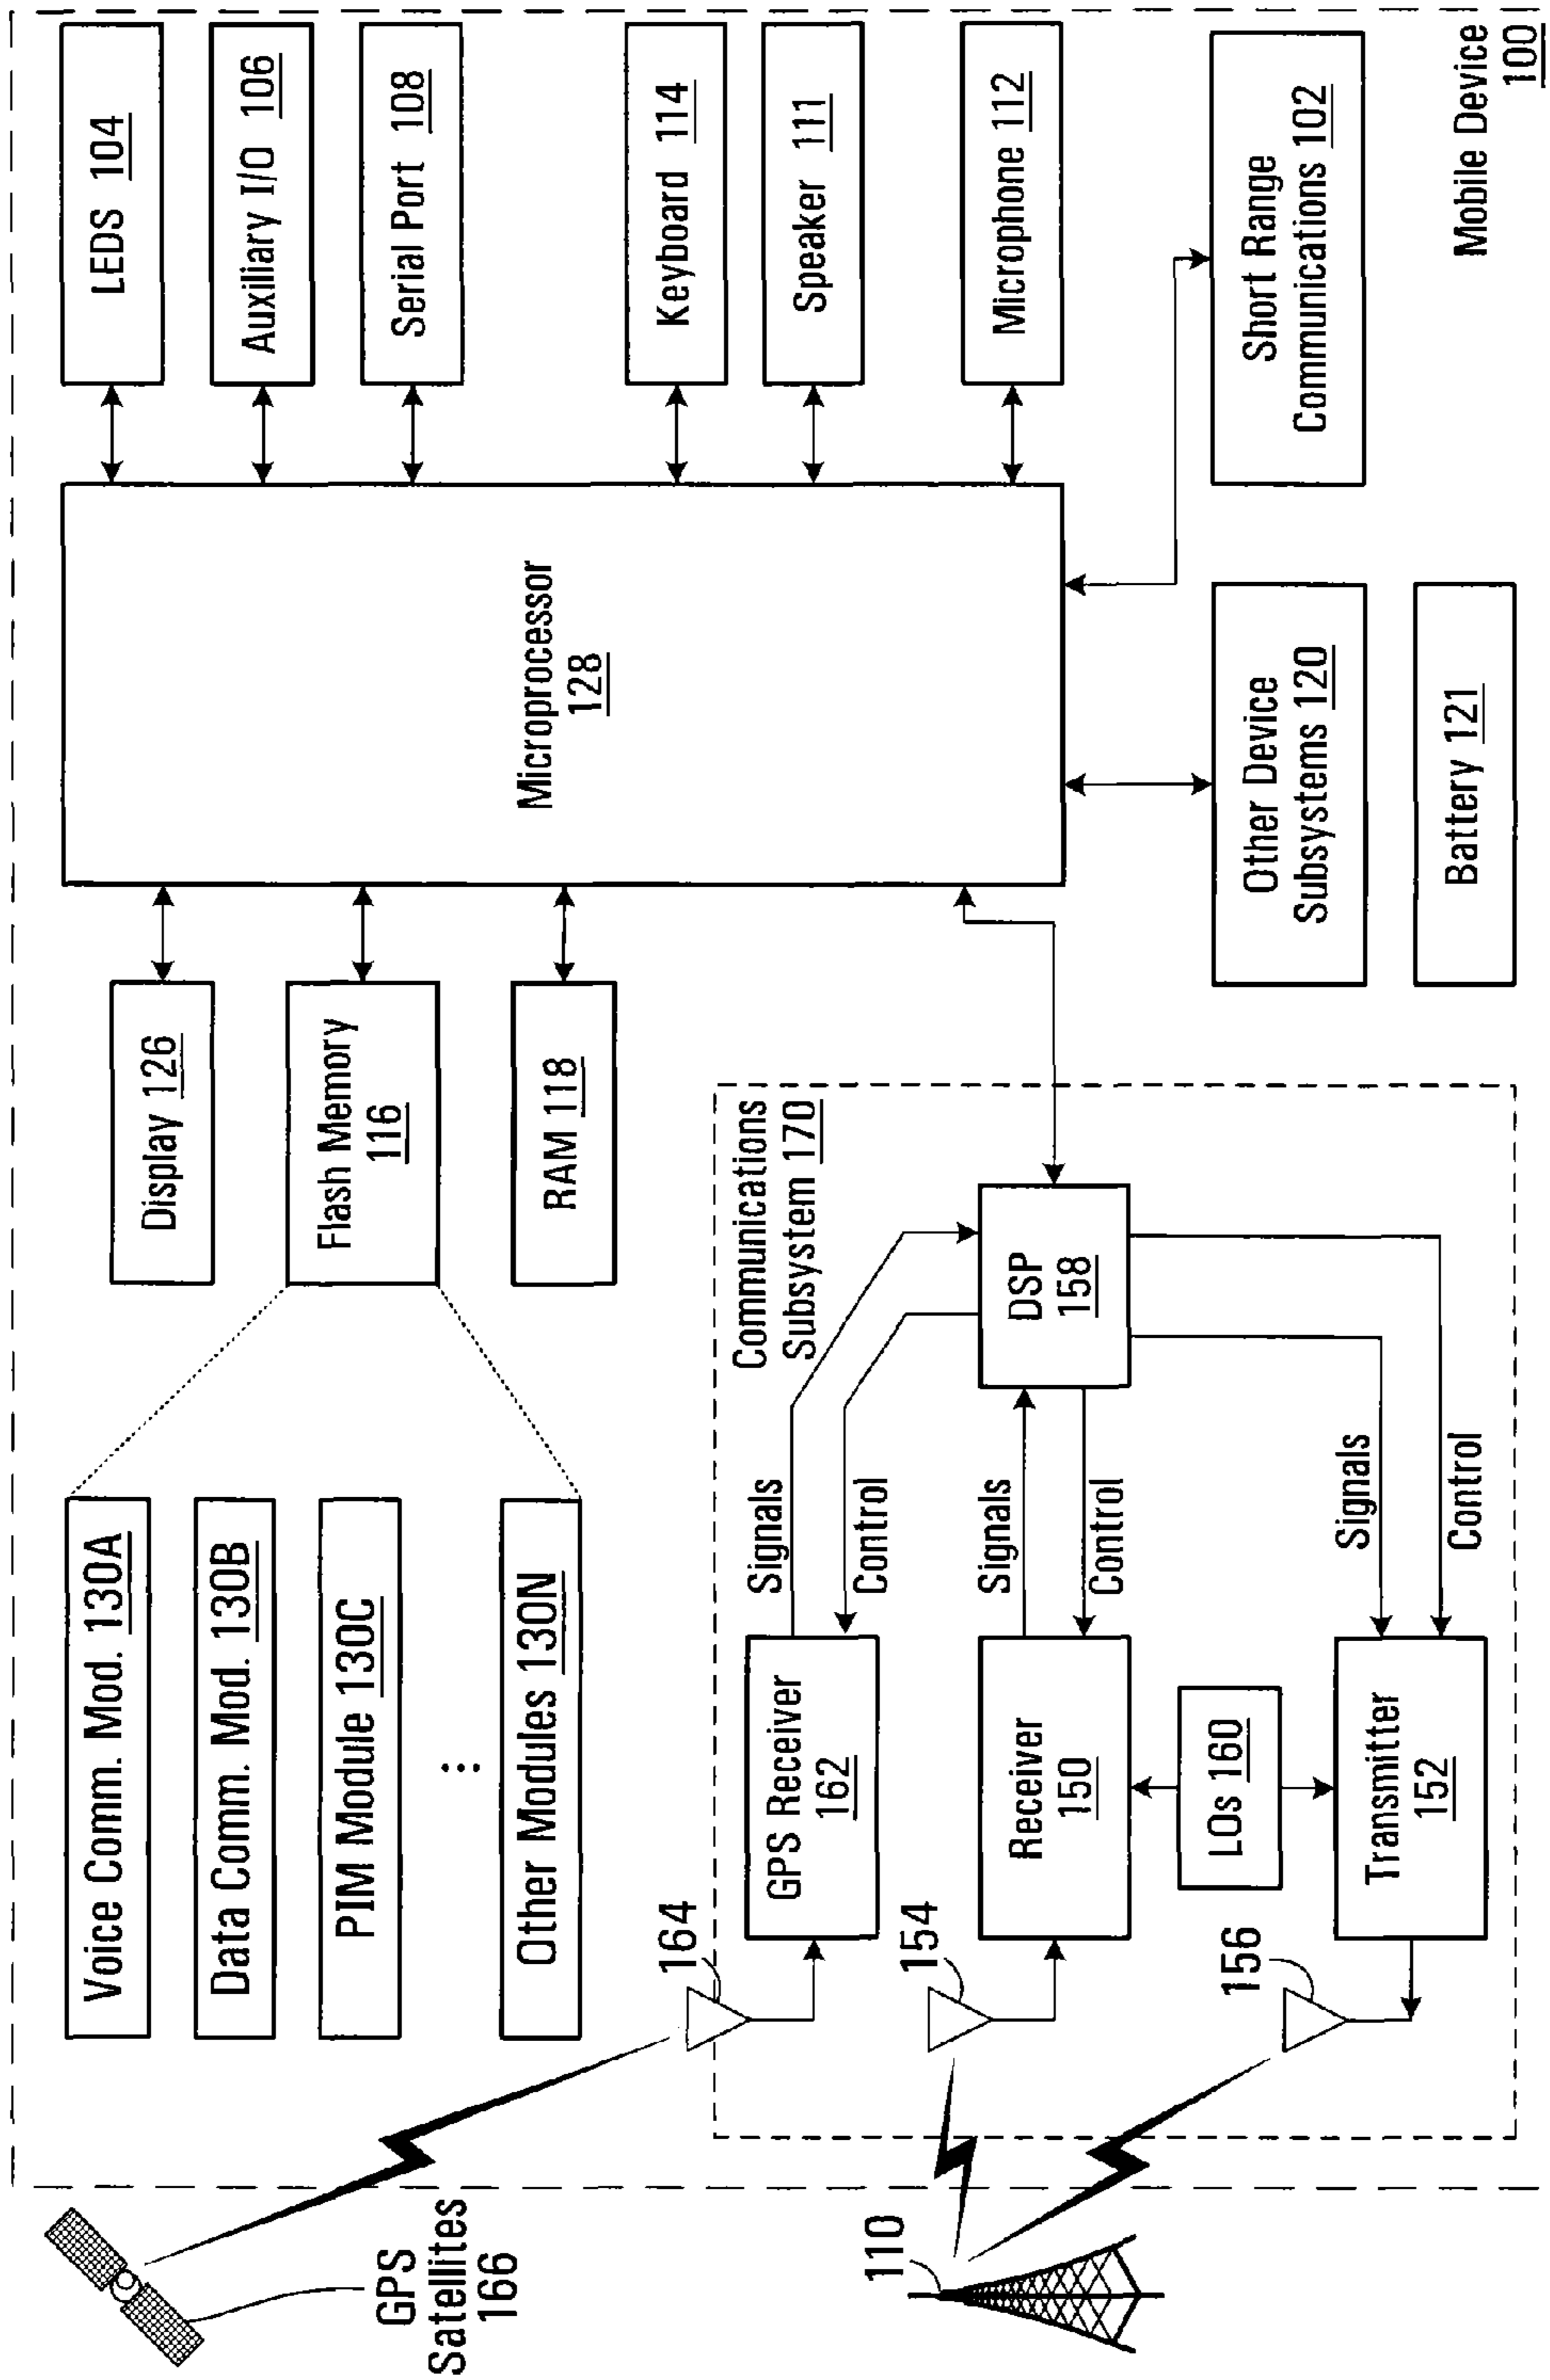 GPS
Satellites
166
110
Voice Comm. Mod. 130A
Data Comm. Mod. 130B
PIM Module 130C
...
Other Modules 130N
Display 126
Flash Memory
116
RAM 118
Microprocessor
128
LEDS 104
Auxiliary I/O 106
Serial Port 108
Keyboard 114
Speaker 111
Microphone 112
Short Range
Communications 102
Other Device
Subsystems 120
Battery 121
Communications
Subsystem 170
164
GPS Receiver
162
Signals
Control
154
Receiver
150
Signals
Control
DSP
158
LOs 160
156
Transmitter
152
Signals
Control
Mobile Device
100